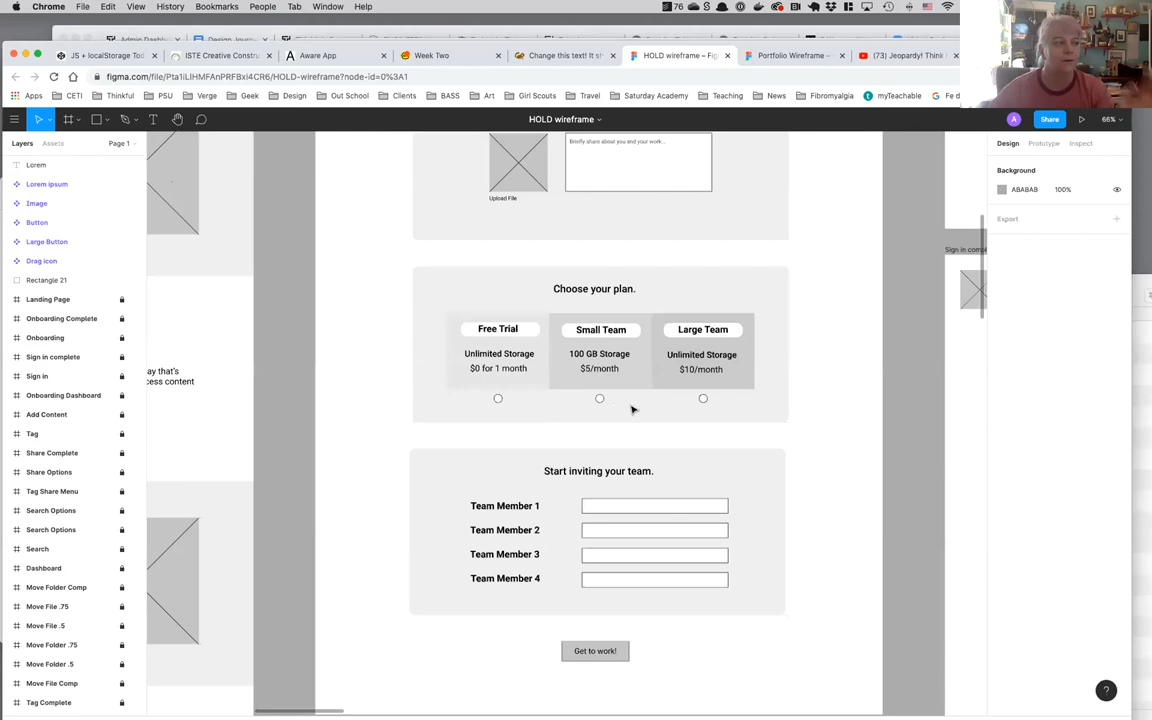 Chrome File Edit View History Bookmarks People Tab Window Help 76
JS + localStorage Tod ISTE Creative Constru Aware App Week Two Change this text! It sh HOLD wireframe – Fig Portfolio Wireframe – (73) Jeopardy! Think
figma.com/file/Pta1iLIHMFAnPRFBxi4CR6/HOLD-wireframe?node-id=0%3A1
Apps CETI Thinkful PSU Verge Geek Design Out School Clients BASS Art Girl Scouts Travel Saturday Academy Teaching News Fibromyalgia myTeachable Fe d
HOLD wireframe
A Share 66%
Layers Assets Page 1
Design Prototype Inspect
Lorem
Lorem ipsum
Image
Button
Large Button
Drag icon
Rectangle 21
Landing Page
Onboarding Complete
Onboarding
Sign in complete
Sign in
Onboarding Dashboard
Add Content
Tag
Share Complete
Share Options
Tag Share Menu
Search Options
Search Options
Search
Dashboard
Move Folder Comp
Move File .75
Move File .5
Move Folder .75
Move Folder .5
Move File Comp
Tag Complete
ay that's
cess content
Briefly share about you and your work...
Upload File
Choose your plan.
Free Trial Small Team Large Team
Unlimited Storage 100 GB Storage Unlimited Storage
$0 for 1 month $5/month $10/month
Start inviting your team.
Team Member 1
Team Member 2
Team Member 3
Team Member 4
Get to work!
Sign in compl
Background
ABABAB 100%
Export
?